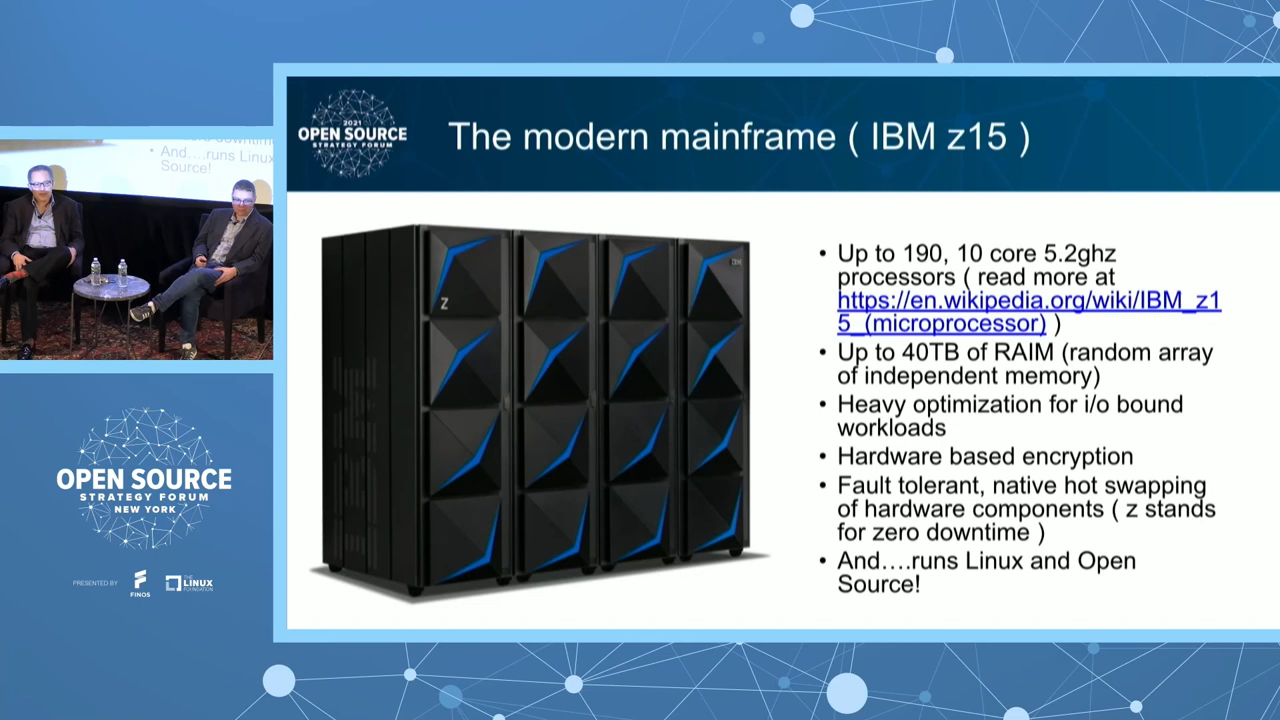 2021
OPEN SOURCE
STRATEGY FORUM
The modern mainframe ( IBM z15 )
And….runs Linux
Source!
Z
IBM
• Up to 190, 10 core 5.2ghz
processors ( read more at
https://en.wikipedia.org/wiki/IBM_z1
5_(microprocessor) )
• Up to 40TB of RAIM (random array
of independent memory)
• Heavy optimization for i/o bound
workloads
• Hardware based encryption
• Fault tolerant, native hot swapping
of hardware components ( z stands
for zero downtime )
• And….runs Linux and Open
Source!
OPEN SOURCE
STRATEGY FORUM
NEW YORK
PRESENTED BY
FINOS
THE
LINUX
FOUNDATION